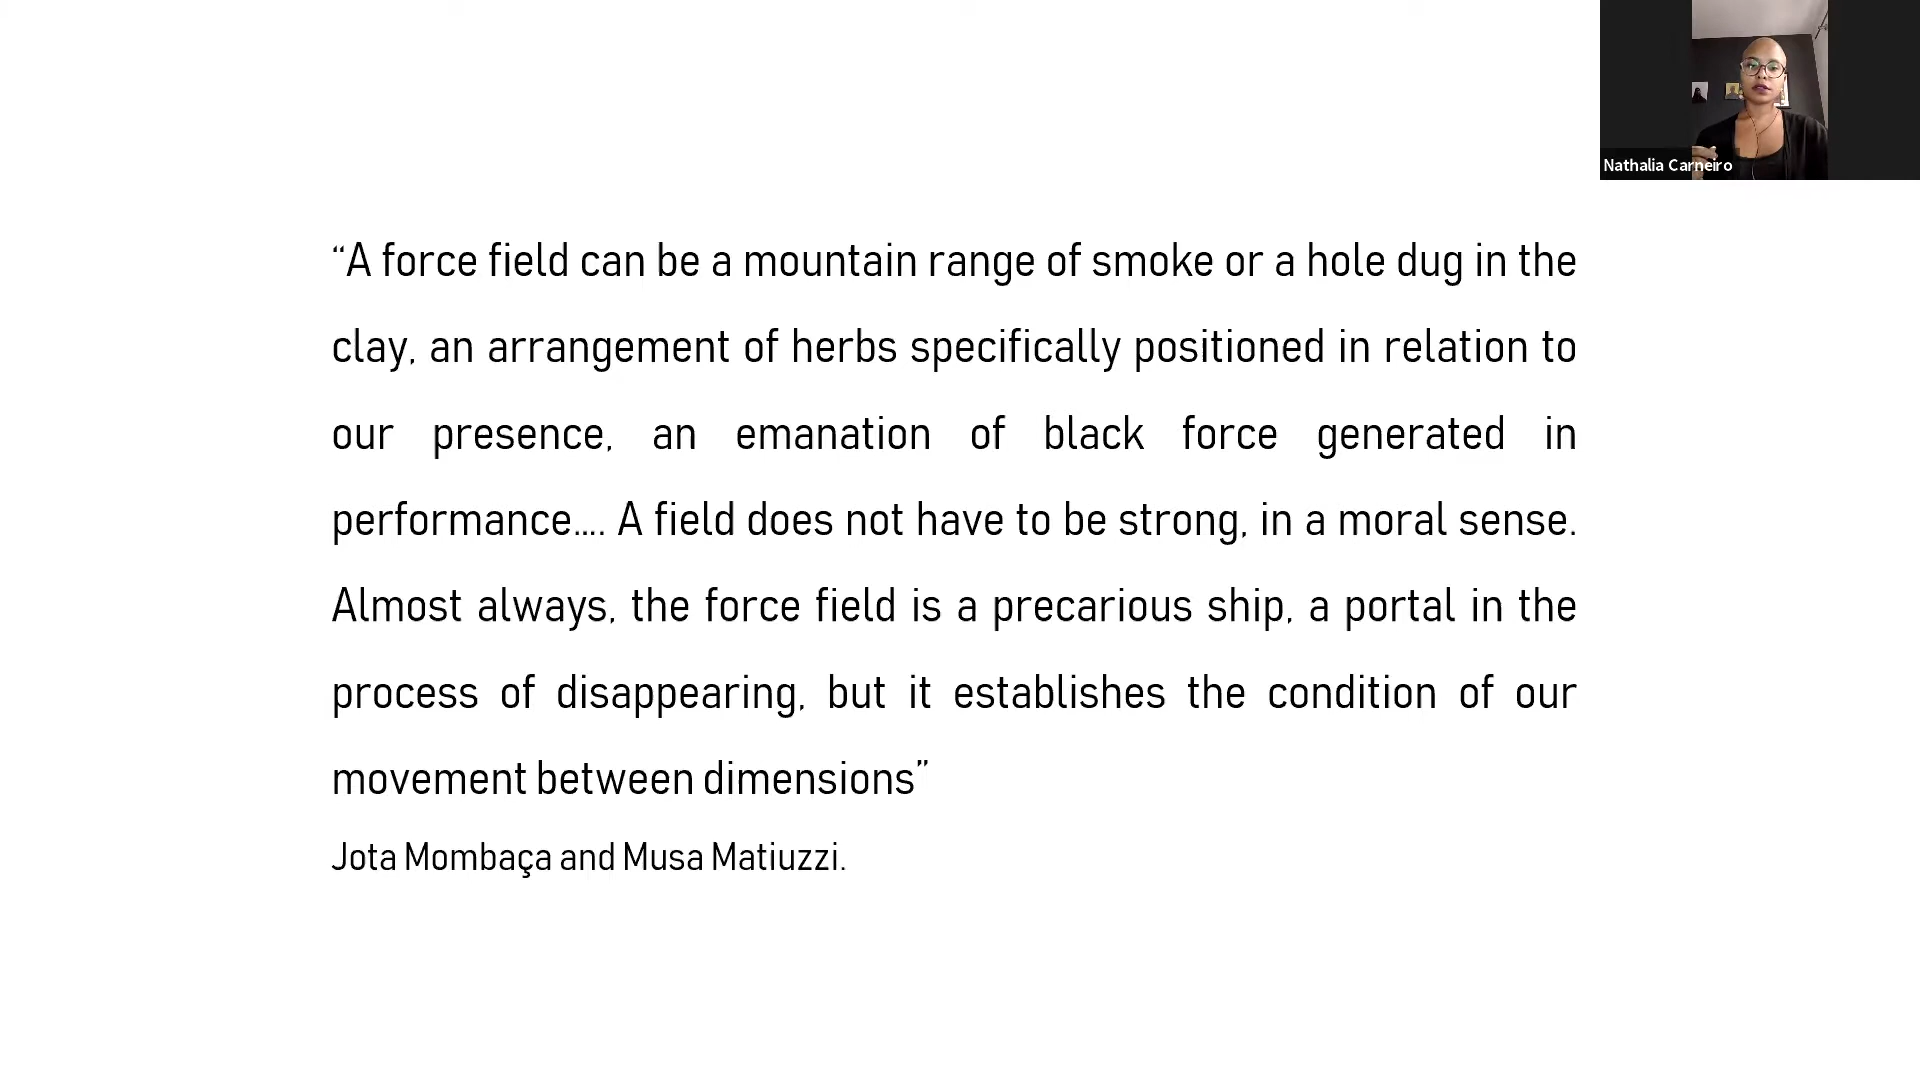 Nathalia Carneiro
“A force field can be a mountain range of smoke or a hole dug in the
clay, an arrangement of herbs specifically positioned in relation to
our presence, an emanation of black force generated in
performance.... A field does not have to be strong, in a moral sense.
Almost always, the force field is a precarious ship, a portal in the
process of disappearing, but it establishes the condition of our
movement between dimensions”
Jota Mombaça and Musa Matiuzzi.